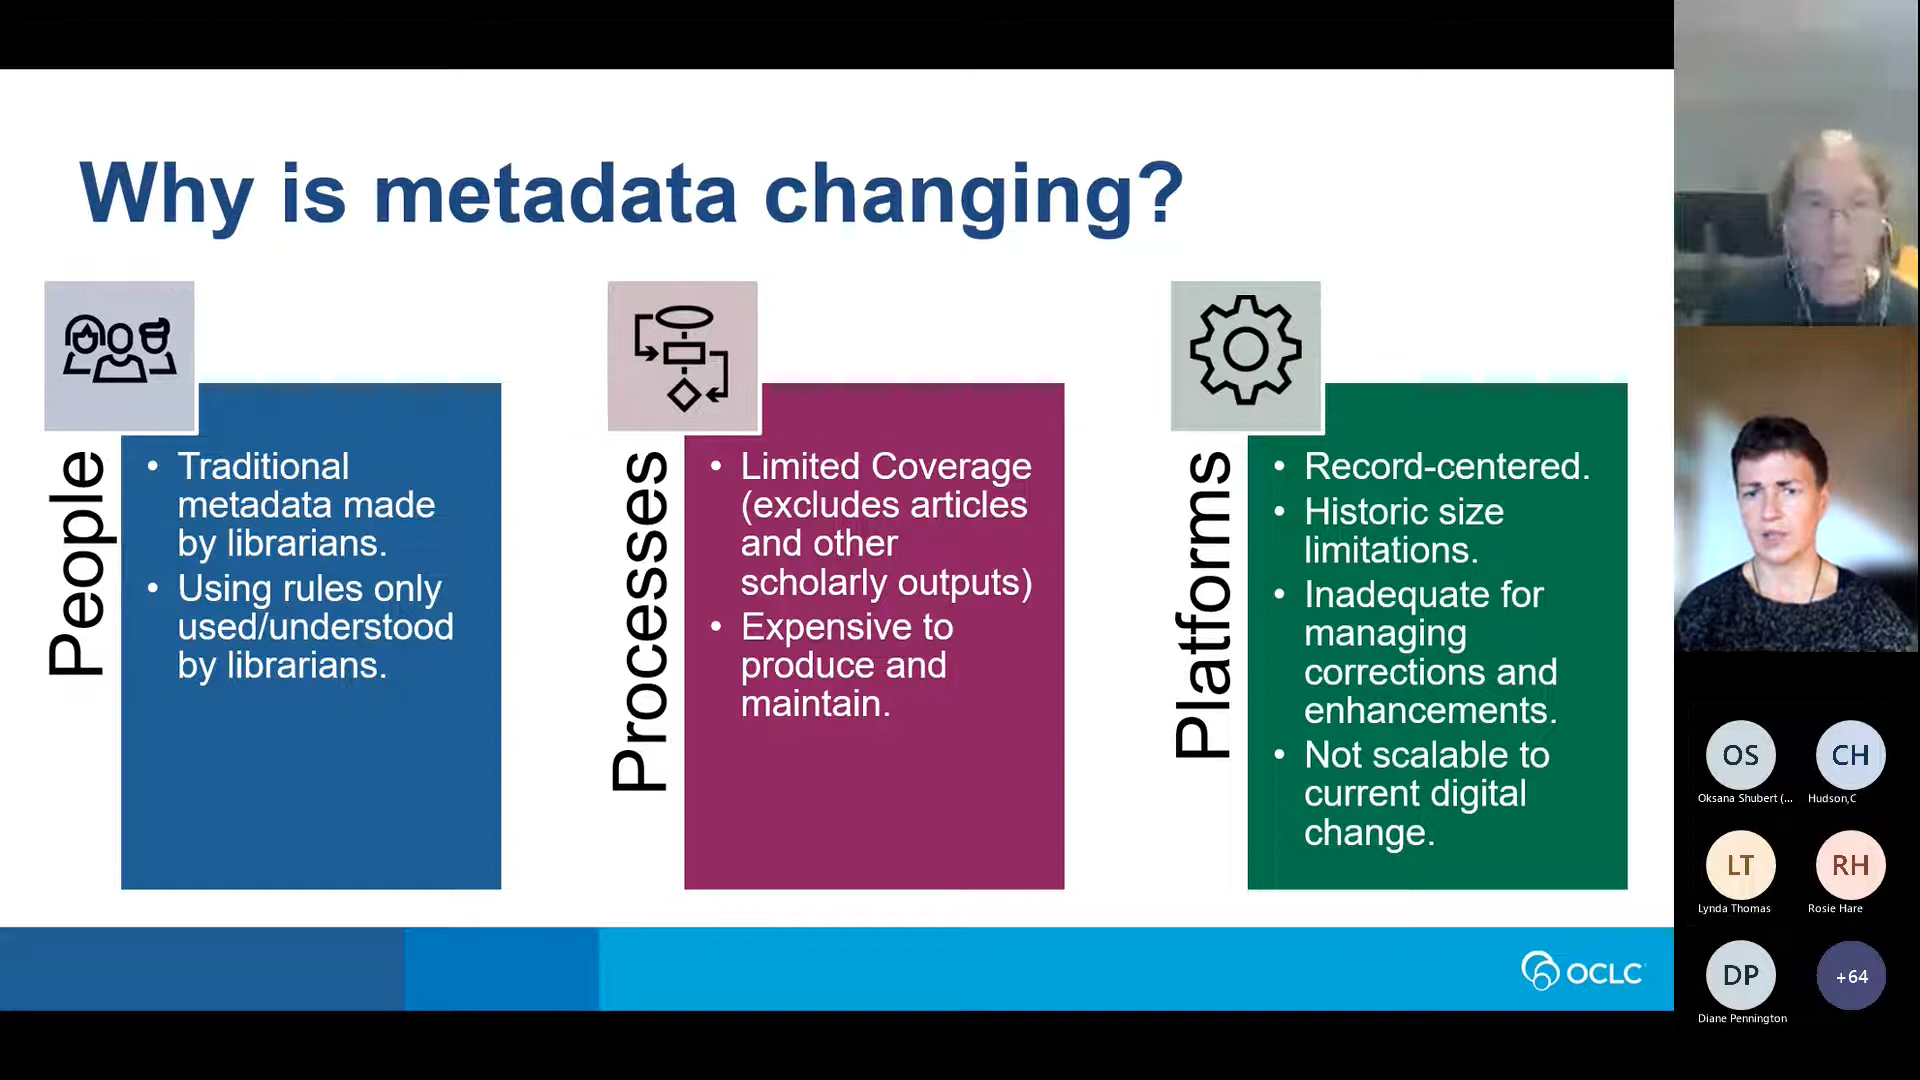 Why is metadata changing?
People
• Traditional
metadata made
by librarians.
• Using rules only
used/understood
by librarians.
Processes
• Limited Coverage
(excludes articles
and other
scholarly outputs)
• Expensive to
produce and
maintain.
Platforms
• Record-centered.
• Historic size
limitations.
• Inadequate for
managing
corrections and
enhancements.
• Not scalable to
current digital
change.
OCLC
OS
CH
Oksana Shubert (...
Hudson,C
LT
RH
Lynda Thomas
Rosie Hare
DP
+64
Diane Pennington